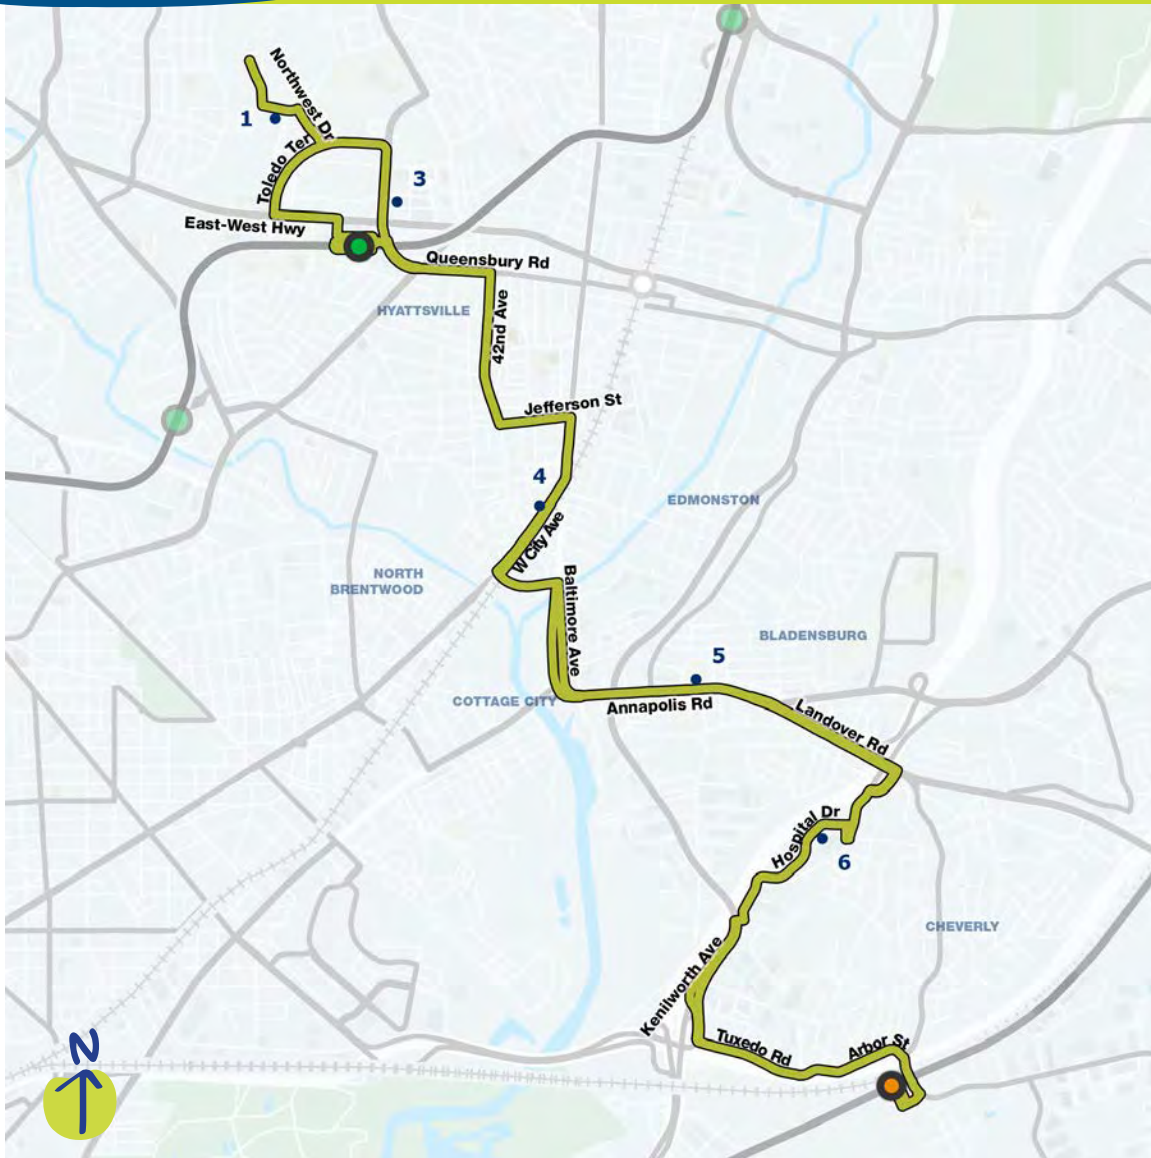 Northwest Dr
1
Toledo Ter
3
East-West Hwy
Queensbury Rd
HYATTSVILLE
42nd Ave
Jefferson St
4
EDMONSTON
W City Ave
NORTH
BRENTWOOD
Baltimore Ave
BLADENSBURG
5
COTTAGE CITY
Annapolis Rd
Landover Rd
Hospital Dr
6
CHEVERLY
Kenilworth Ave
Tuxedo Rd
Arbor St
N